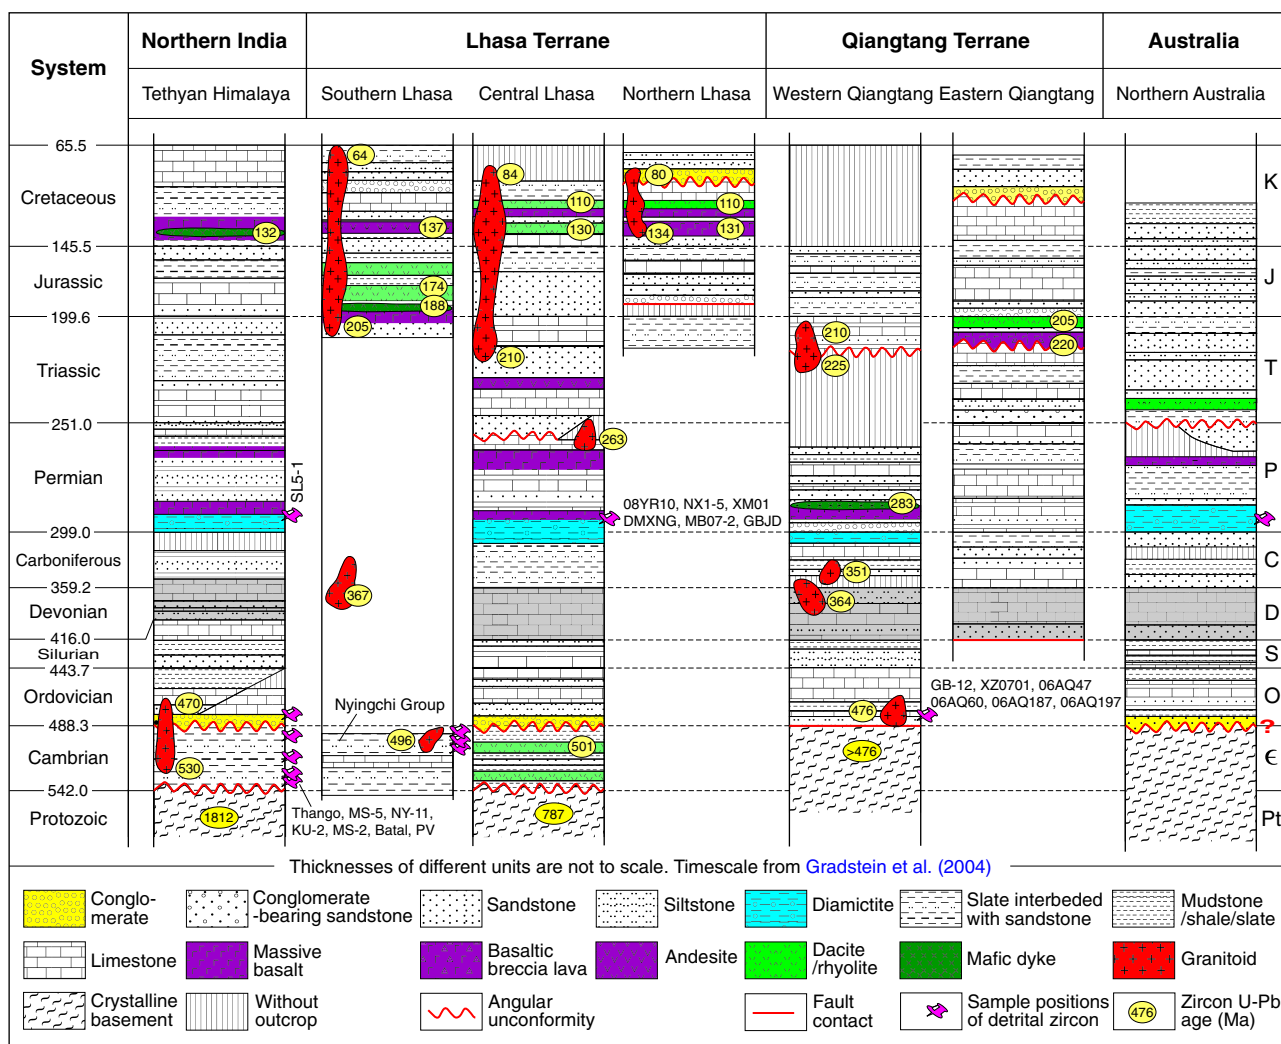 System
Northern India
Lhasa Terrane
Qiangtang Terrane
Australia
Tethyan Himalaya
Southern Lhasa
Central Lhasa
Northern Lhasa
Western Qiangtang
Eastern Qiangtang
Northern Australia
65.5
Cretaceous
145.5
Jurassic
199.6
Triassic
251.0
Permian
299.0
Carboniferous
359.2
Devonian
416.0
Silurian
443.7
Ordovician
488.3
Cambrian
542.0
Protozoic
132
SL5-1
470
530
1812
Thango, MS-5, NY-11,
KU-2, MS-2, Batal, PV
64
137
174
188
205
367
Nyingchi Group
496
84
110
130
210
263
08YR10, NX1-5, XM01
DMXNG, MB07-2, GBJD
501
787
80
110
131
134
210
225
283
351
364
476
>476
GB-12, XZ0701, 06AQ47
06AQ60, 06AQ187, 06AQ197
205
220
K
J
T
P
C
D
S
O
?
Є
Pt
Thicknesses of different units are not to scale. Timescale from Gradstein et al. (2004)
Conglo-
merate
Conglomerate
-bearing sandstone
Sandstone
Siltstone
Diamictite
Slate interbeded
with sandstone
Mudstone
/shale/slate
Limestone
Massive
basalt
Basaltic
breccia lava
Andesite
Dacite
/rhyolite
Mafic dyke
Granitoid
Crystalline
basement
Without
outcrop
Angular
unconformity
Fault
contact
Sample positions
of detrital zircon
476
Zircon U-Pb
age (Ma)